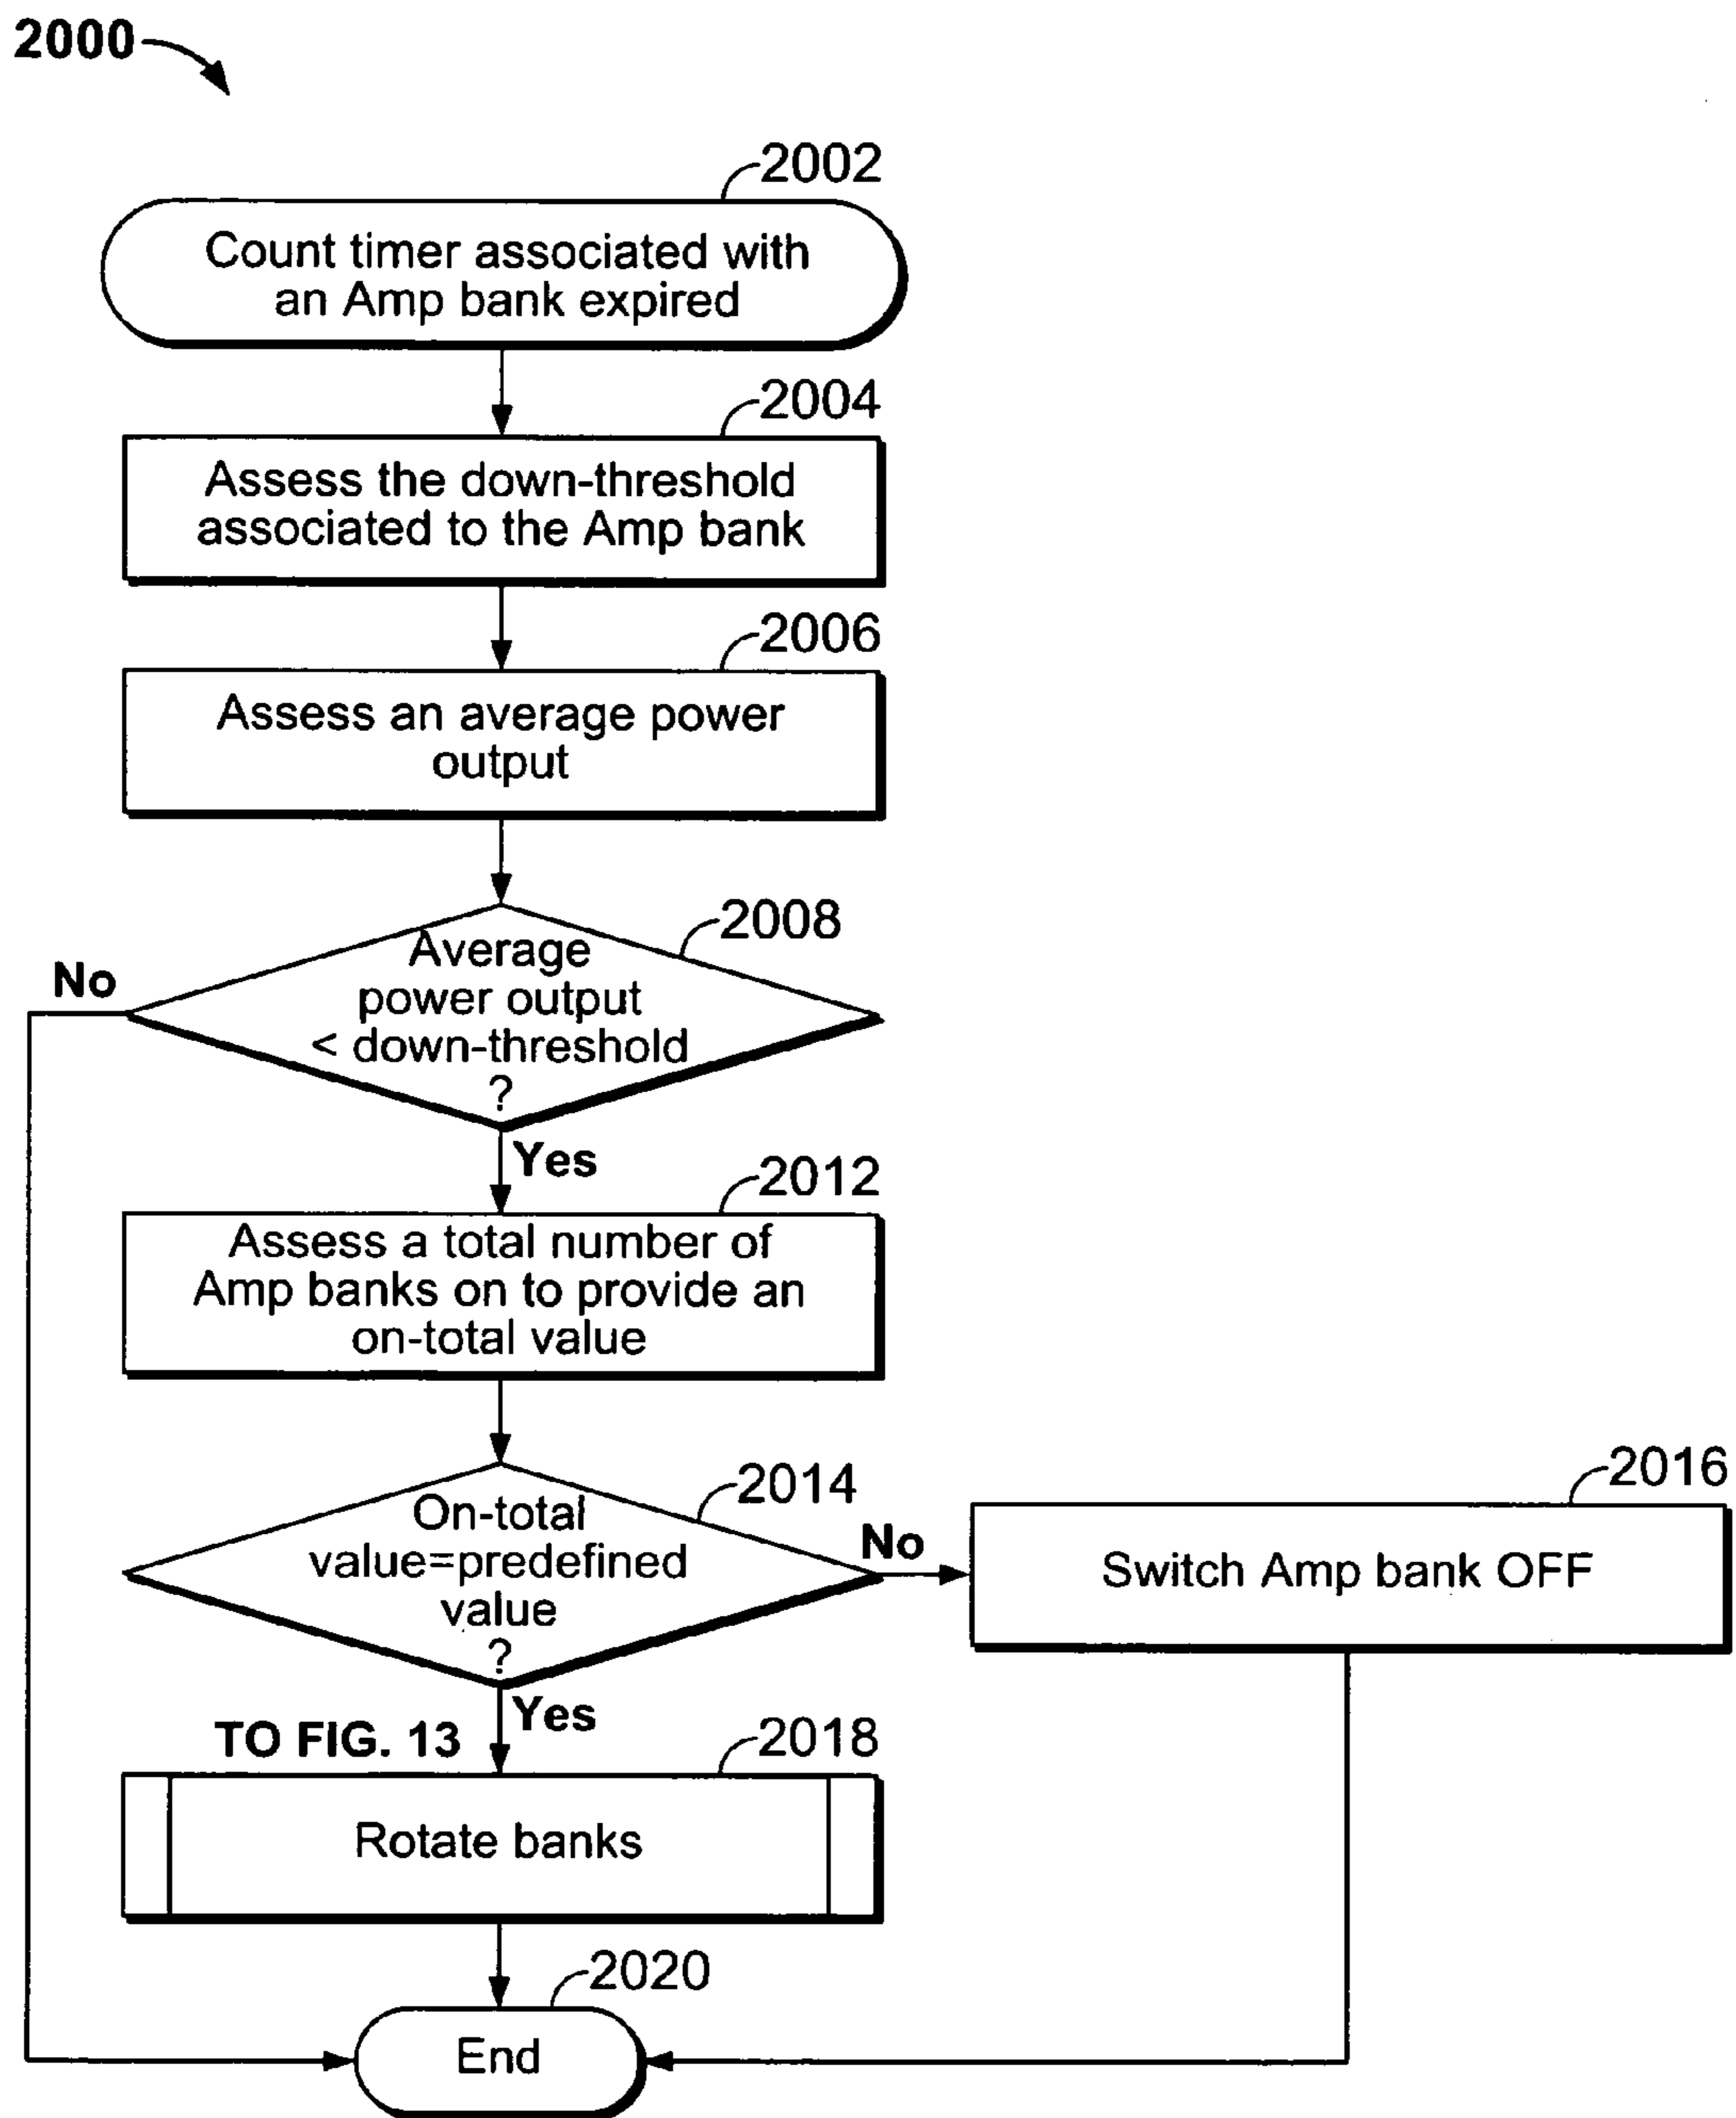 2000
2002
Count timer associated with
an Amp bank expired
2004
Assess the down-threshold
associated to the Amp bank
2006
Assess an average power
output
2008
Average
power output
< down-threshold
?
No
Yes
2012
Assess a total number of
Amp banks on to provide an
on-total value
2014
On-total
value=predefined
value
?
No
2016
Switch Amp bank OFF
Yes
TO FIG. 13
2018
Rotate banks
2020
End